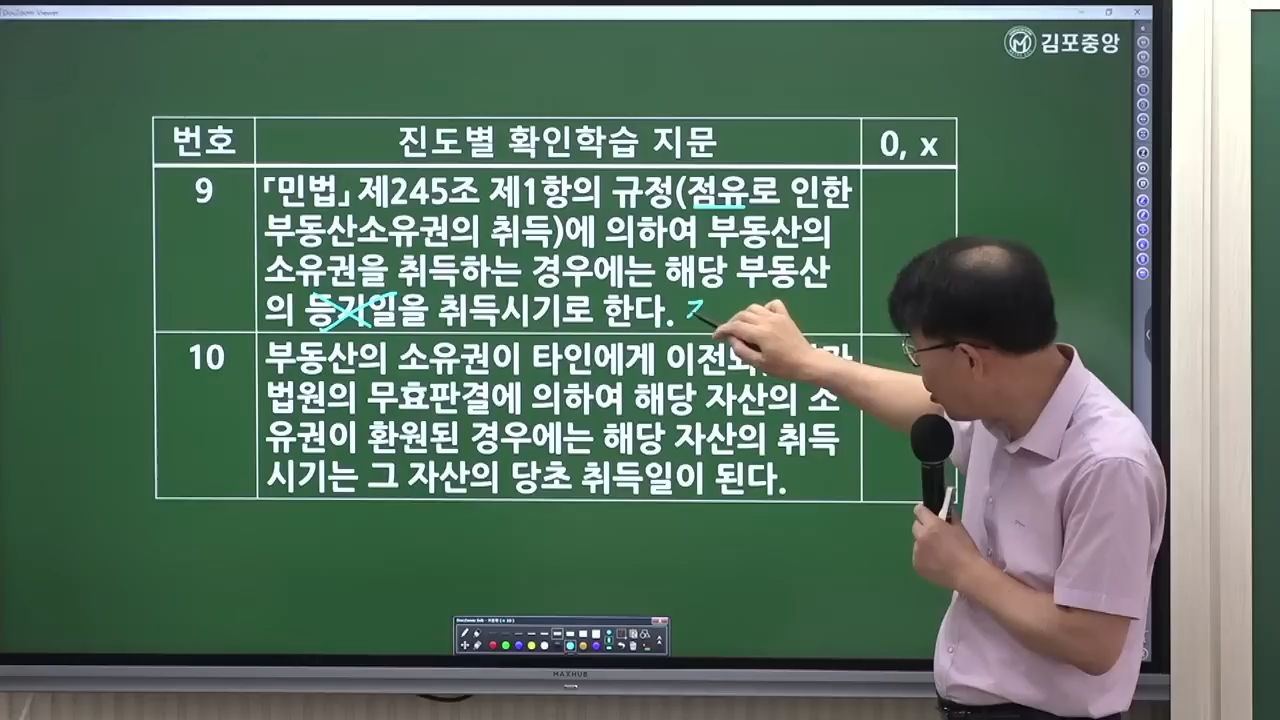 DocZoom Viewer
김포중앙
번호 진도별 확인학습 지문 0, x
9 「민법」 제245조 제1항의 규정(점유로 인한
부동산소유권의 취득)에 의하여 부동산의
소유권을 취득하는 경우에는 해당 부동산
의 등기일을 취득시기로 한다.
10 부동산의 소유권이 타인에게
법원의 무효판결에 의하여 해당 자산의 소
유권이 환원된 경우에는 해당 자산의 취득
시기는 그 자산의 당초 취득일이 된다.
MAXHUB